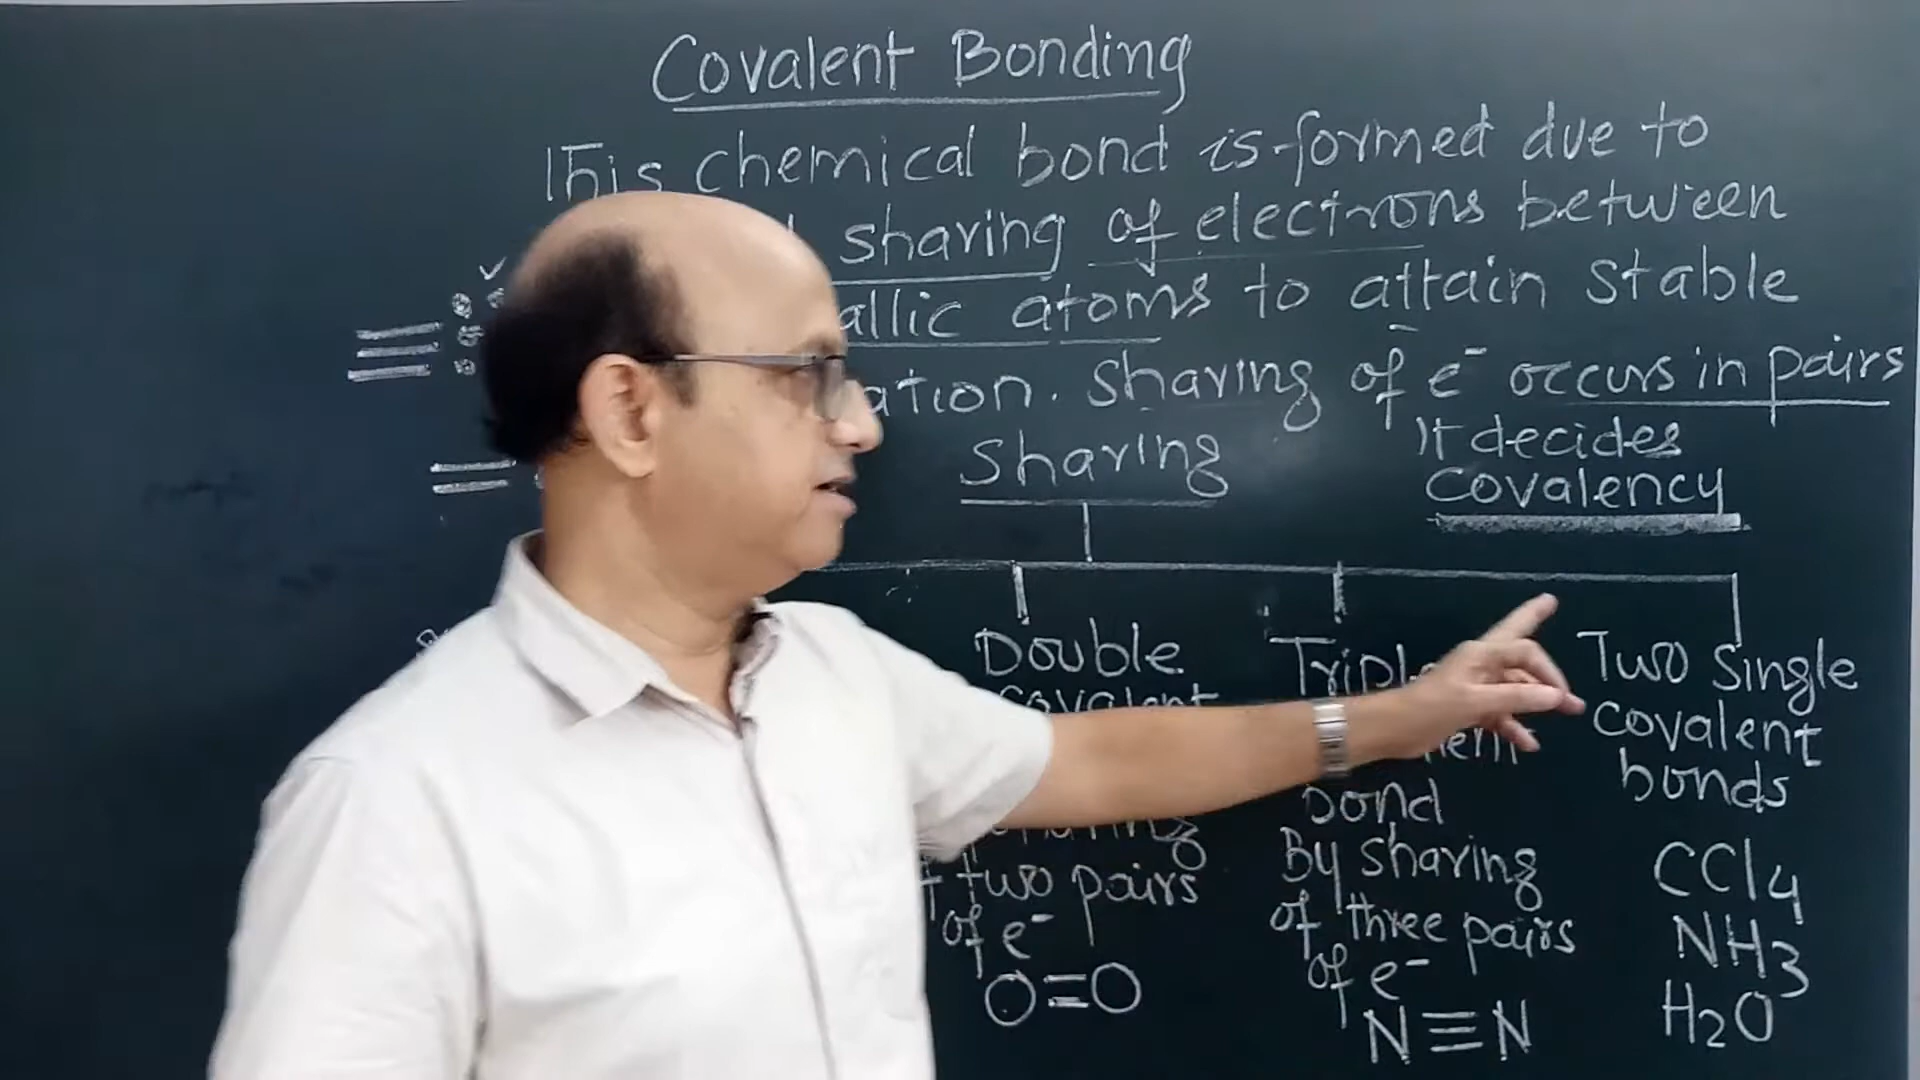 Covalent Bonding
This chemical bond is formed due to
sharing of electrons between
allic atoms to attain stable
ation. Sharing of e⁻ occurs in pairs
Sharing
It decides
Covalency
Double
covalent
two pairs
of e⁻
O=O
Triple
bond
By sharing
of three pairs
of e⁻
N≡N
Two Single
covalent
bonds
CCl4
NH3
H2O